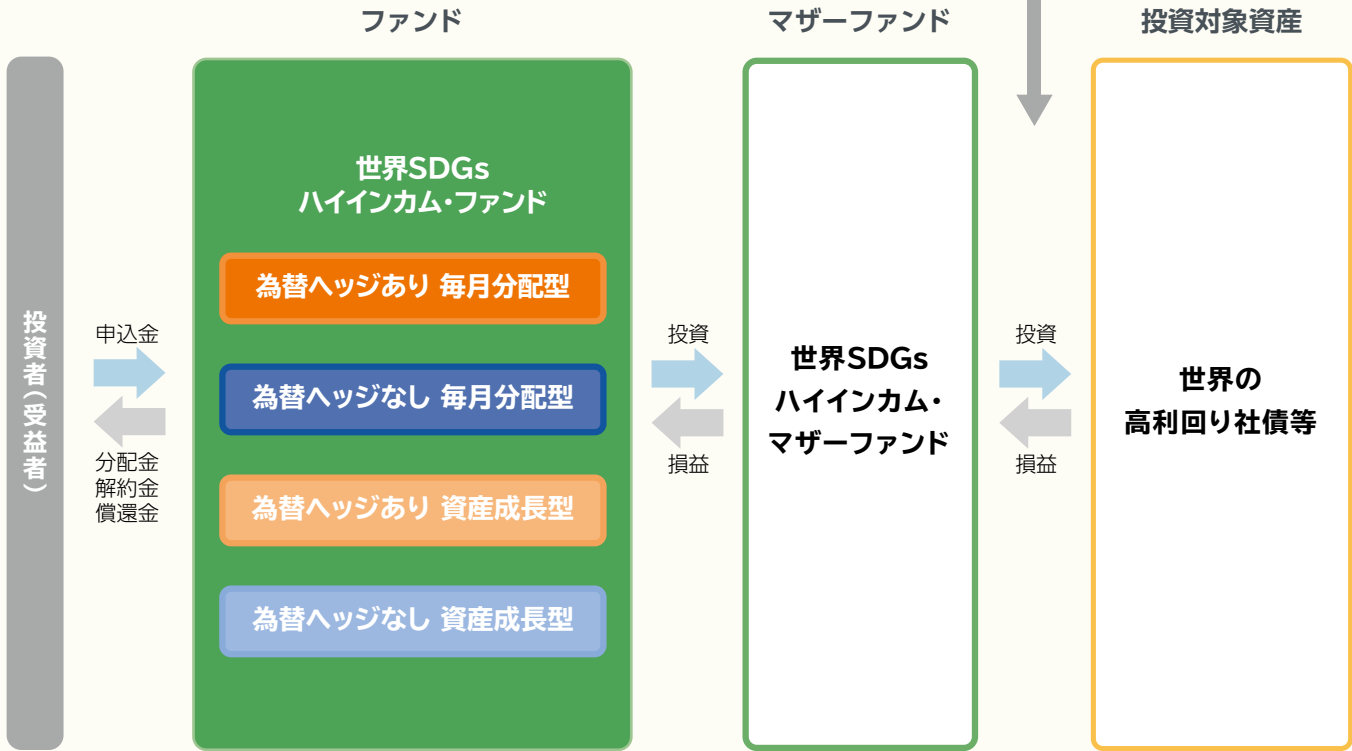 ファンド
マザーファンド
投資対象資産
投資者（受益者）
申込金
分配金
解約金
償還金
世界SDGs
ハイインカム・ファンド
為替ヘッジあり 毎月分配型
為替ヘッジなし 毎月分配型
為替ヘッジあり 資産成長型
為替ヘッジなし 資産成長型
投資
損益
世界SDGs
ハイインカム・
マザーファンド
投資
損益
世界の
高利回り社債等